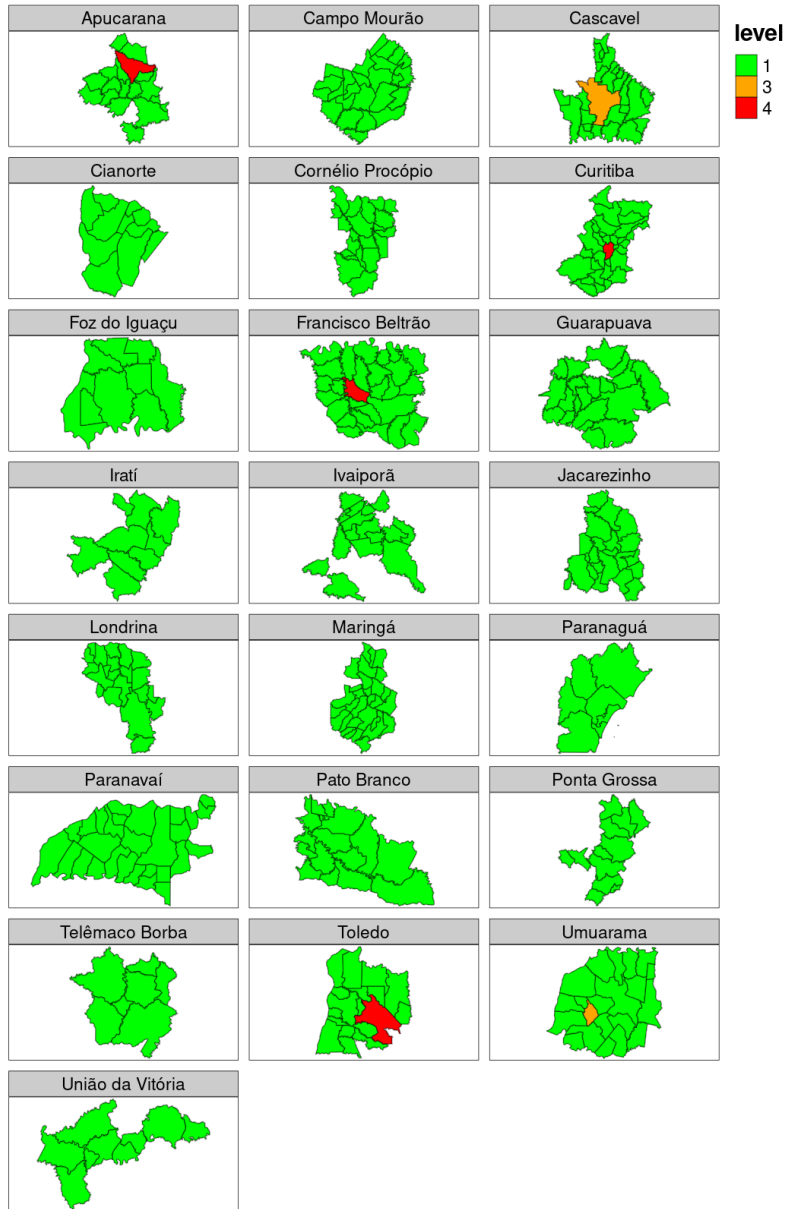 Apucarana
Campo Mourão
Cascavel
level
1
3
4
Cianorte
Cornélio Procópio
Curitiba
Foz do Iguaçu
Francisco Beltrão
Guarapuava
Iratí
Ivaiporã
Jacarezinho
Londrina
Maringá
Paranaguá
Paranavaí
Pato Branco
Ponta Grossa
Telêmaco Borba
Toledo
Umuarama
União da Vitória